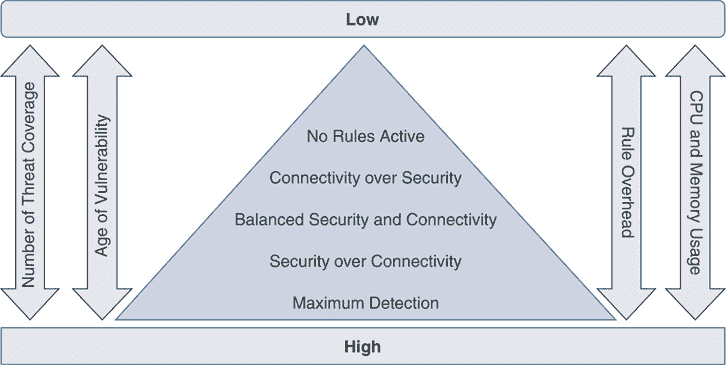 Low
Number of Threat Coverage
Age of Vulnerability
No Rules Active
Connectivity over Security
Balanced Security and Connectivity
Security over Connectivity
Maximum Detection
Rule Overhead
CPU and Memory Usage
High